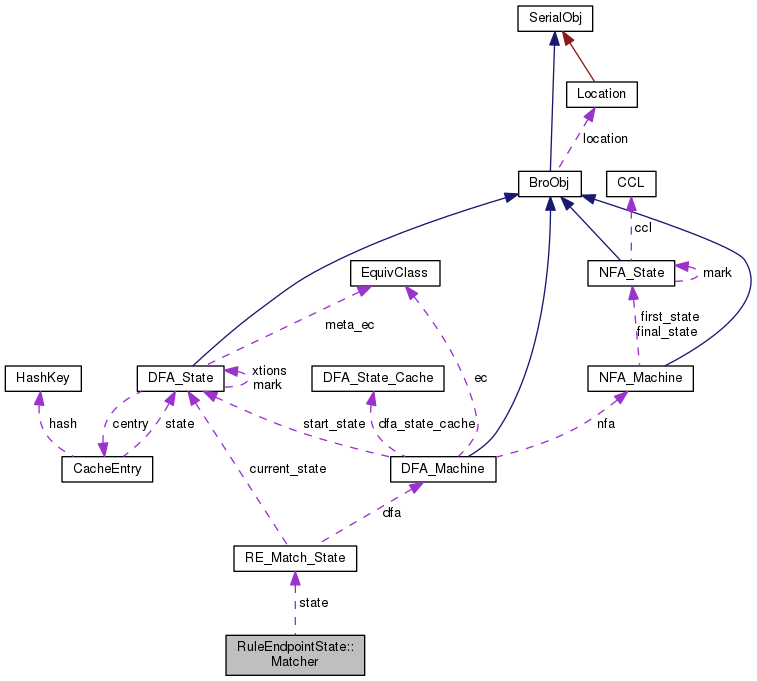 SerialObj
Location
location
BroObj
CCL
ccl
EquivClass
NFA_State
mark
meta_ec
first_state
final_state
HashKey
DFA_State
xtions
mark
DFA_State_Cache
ec
NFA_Machine
hash
centry
state
start_state
dfa_state_cache
nfa
CacheEntry
current_state
DFA_Machine
dfa
RE_Match_State
state
RuleEndpointState::
Matcher